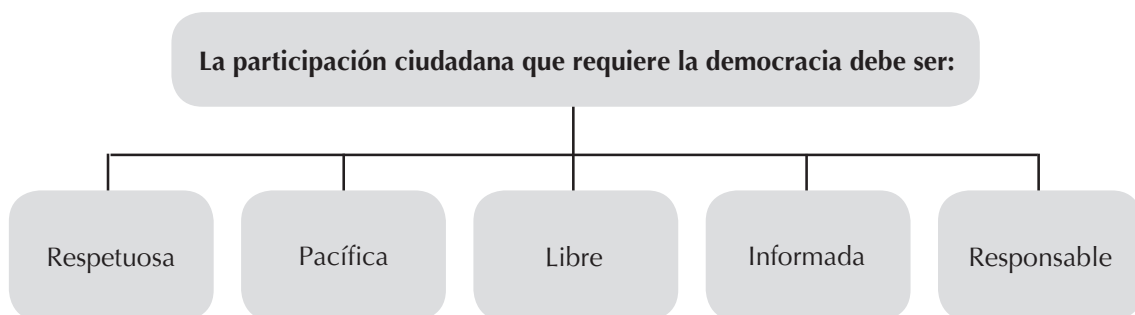 La participación ciudadana que requiere la democracia debe ser:
Respetuosa
Pacífica
Libre
Informada
Responsable